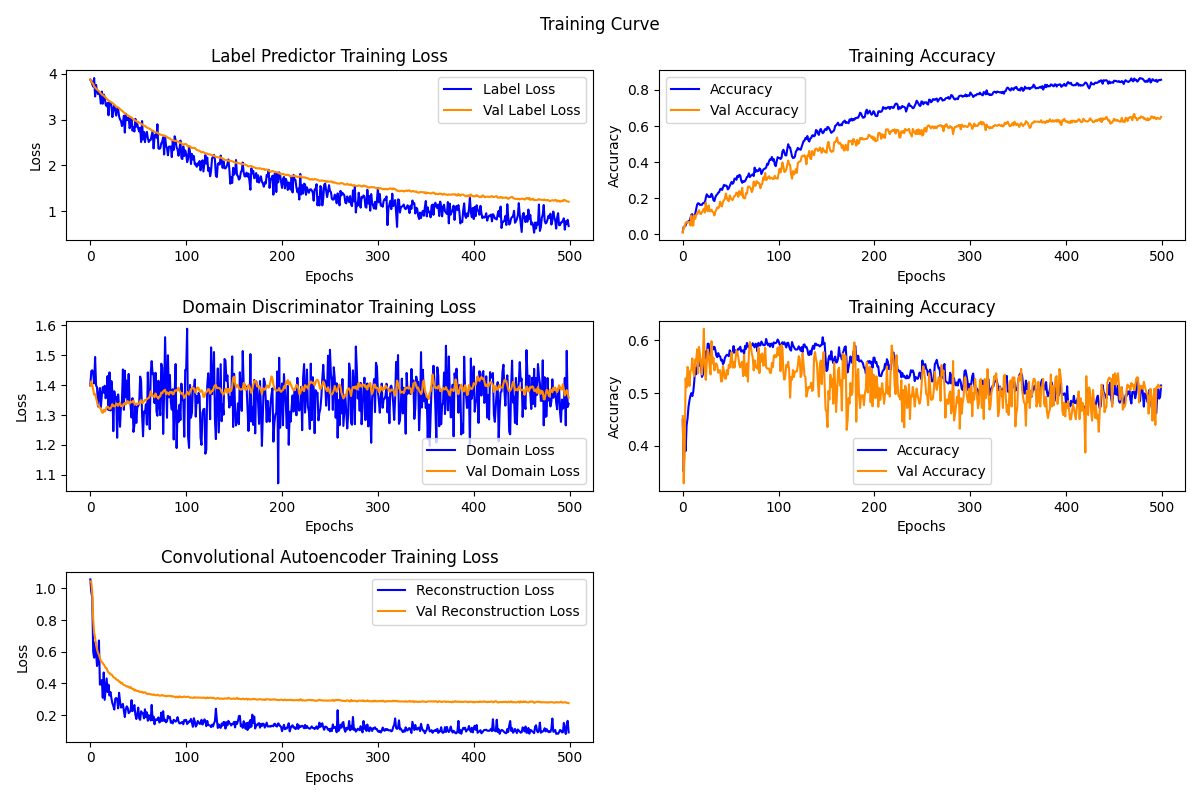 Training Curve
Label Predictor Training Loss
Loss
4
3
2
1
Label Loss
Val Label Loss
0 100 200 300 400 500
Epochs
Training Accuracy
Accuracy
0.8
0.6
0.4
0.2
0.0
Accuracy
Val Accuracy
0 100 200 300 400 500
Epochs
Domain Discriminator Training Loss
Loss
1.6
1.5
1.4
1.3
1.2
1.1
Domain Loss
Val Domain Loss
0 100 200 300 400 500
Epochs
Training Accuracy
Accuracy
0.6
0.5
0.4
Accuracy
Val Accuracy
0 100 200 300 400 500
Epochs
Convolutional Autoencoder Training Loss
Loss
1.0
0.8
0.6
0.4
0.2
Reconstruction Loss
Val Reconstruction Loss
0 100 200 300 400 500
Epochs